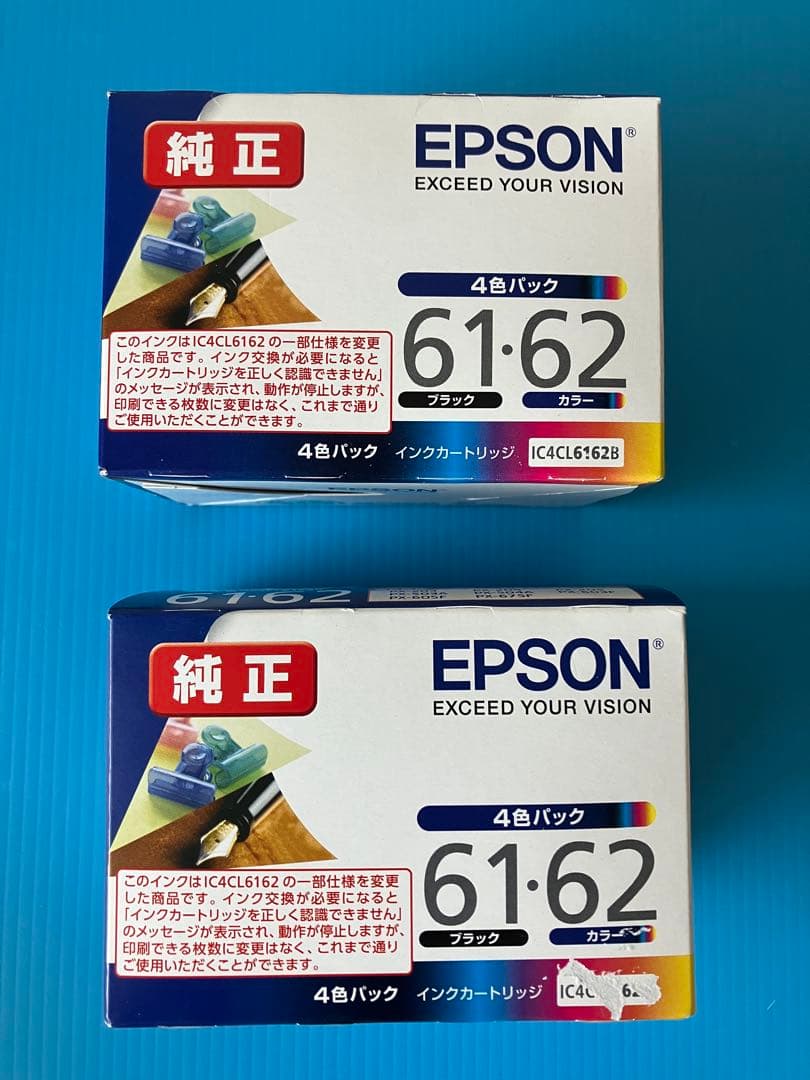 純正
EPSON®
EXCEED YOUR VISION
4色パック
61・62
ブラック カラー
このインクはIC4CL6162の一部仕様を変更
した商品です。インク交換が必要になると
「インクカートリッジを正しく認識できません」
のメッセージが表示され、動作が停止しますが、
印刷できる枚数に変更はなく、これまで通り
ご使用いただくことができます。
4色パック インクカートリッジ IC4CL6162B
EPSON
61・62
PX-605F PX-675F PX-603F
純正
EPSON®
EXCEED YOUR VISION
4色パック
61・62
ブラック カラー
このインクはIC4CL6162の一部仕様を変更
した商品です。インク交換が必要になると
「インクカートリッジを正しく認識できません」
のメッセージが表示され、動作が停止しますが、
印刷できる枚数に変更はなく、これまで通り
ご使用いただくことができます。
4色パック インクカートリッジ